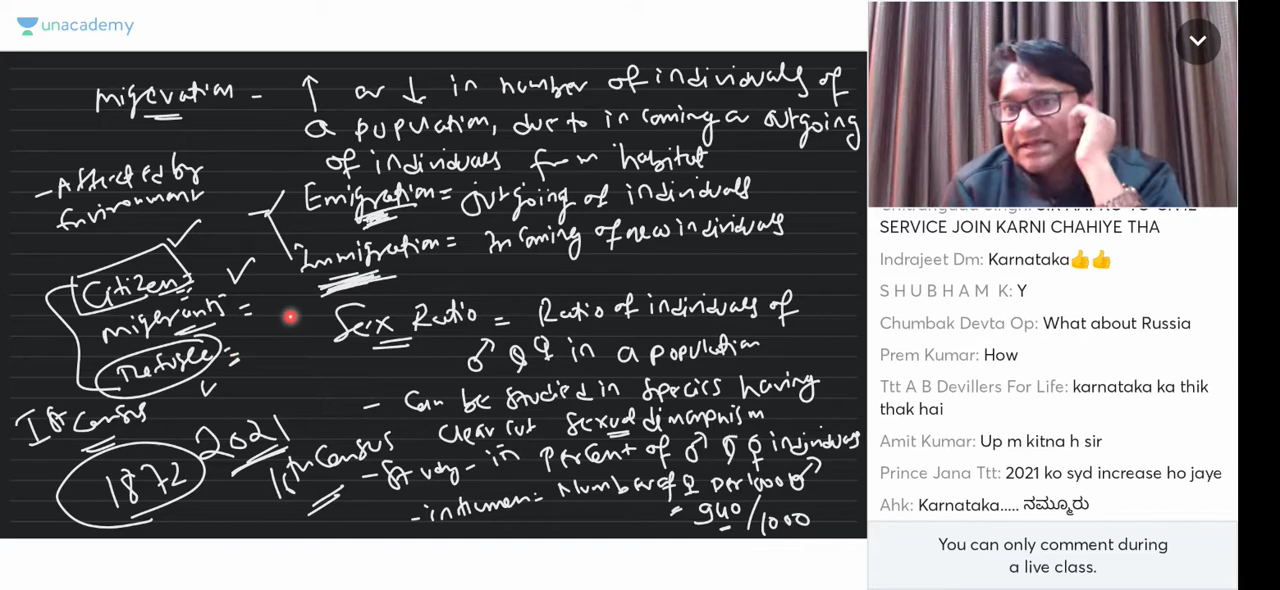 unacademy
migration - ↑ or ↓ in number of individuals of
a population, due to incoming or outgoing
of individuals from habitat
- Affected by
Environment
Emigration = outgoing of individuals
Immigration = Incoming of new individuals
Citizen =
migrants =
Refugee =
Sex Ratio = Ratio of individuals of
♂ & ♀ in a population
- Can be studied in species having
clear cut sexual dimorphism
- Study - in percent of ♂ & ♀ individuals
- in human = Number of ♀ per 1000 ♂
= 940/1000
Ist Census
1872
2021
16th Census
SERVICE JOIN KARNI CHAHIYE THA
Indrajeet Dm: Karnataka👍👍
S H U B H A M K: Y
Chumbak Devta Op: What about Russia
Prem Kumar: How
Ttt A B Devillers For Life: karnataka ka thik
thak hai
Amit Kumar: Up m kitna h sir
Prince Jana Ttt: 2021 ko syd increase ho jaye
Ahk: Karnataka..... ನಮ್ಮೂರು
You can only comment during
a live class.